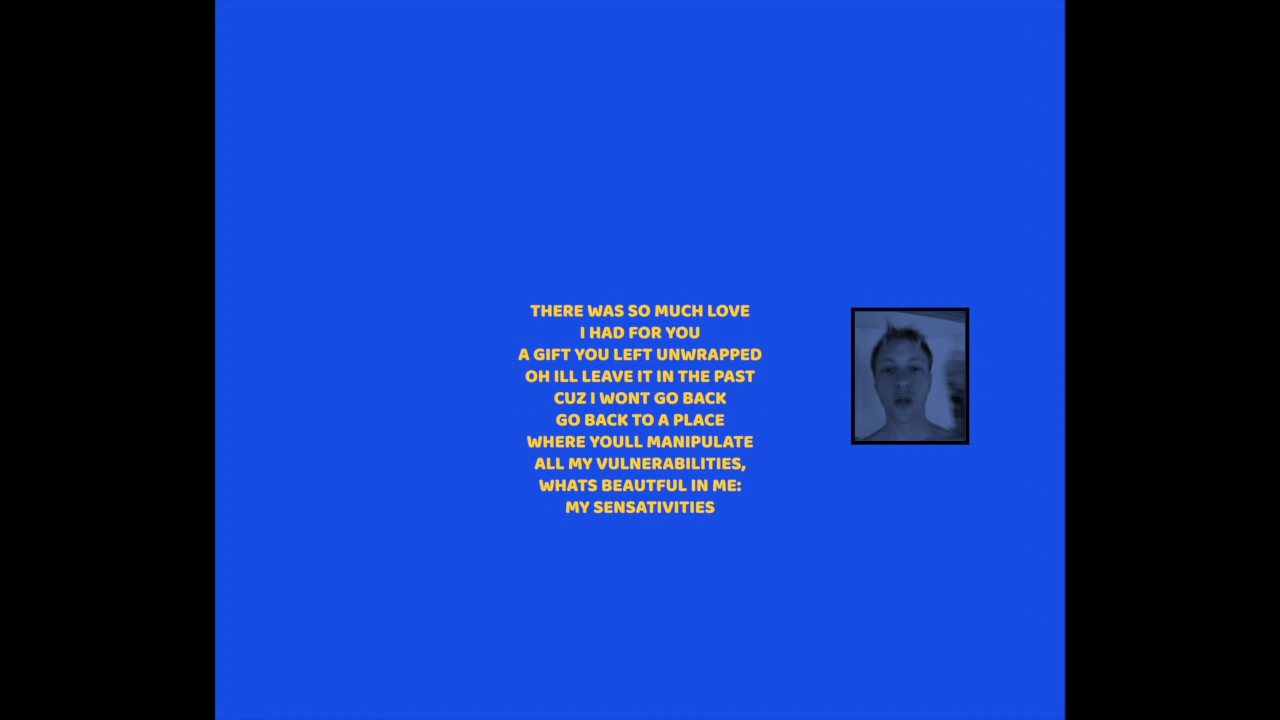 THERE WAS SO MUCH LOVE
I HAD FOR YOU
A GIFT YOU LEFT UNWRAPPED
OH ILL LEAVE IT IN THE PAST
CUZ I WONT GO BACK
GO BACK TO A PLACE
WHERE YOULL MANIPULATE
ALL MY VULNERABILITIES,
WHATS BEAUTFUL IN ME:
MY SENSATIVITIES